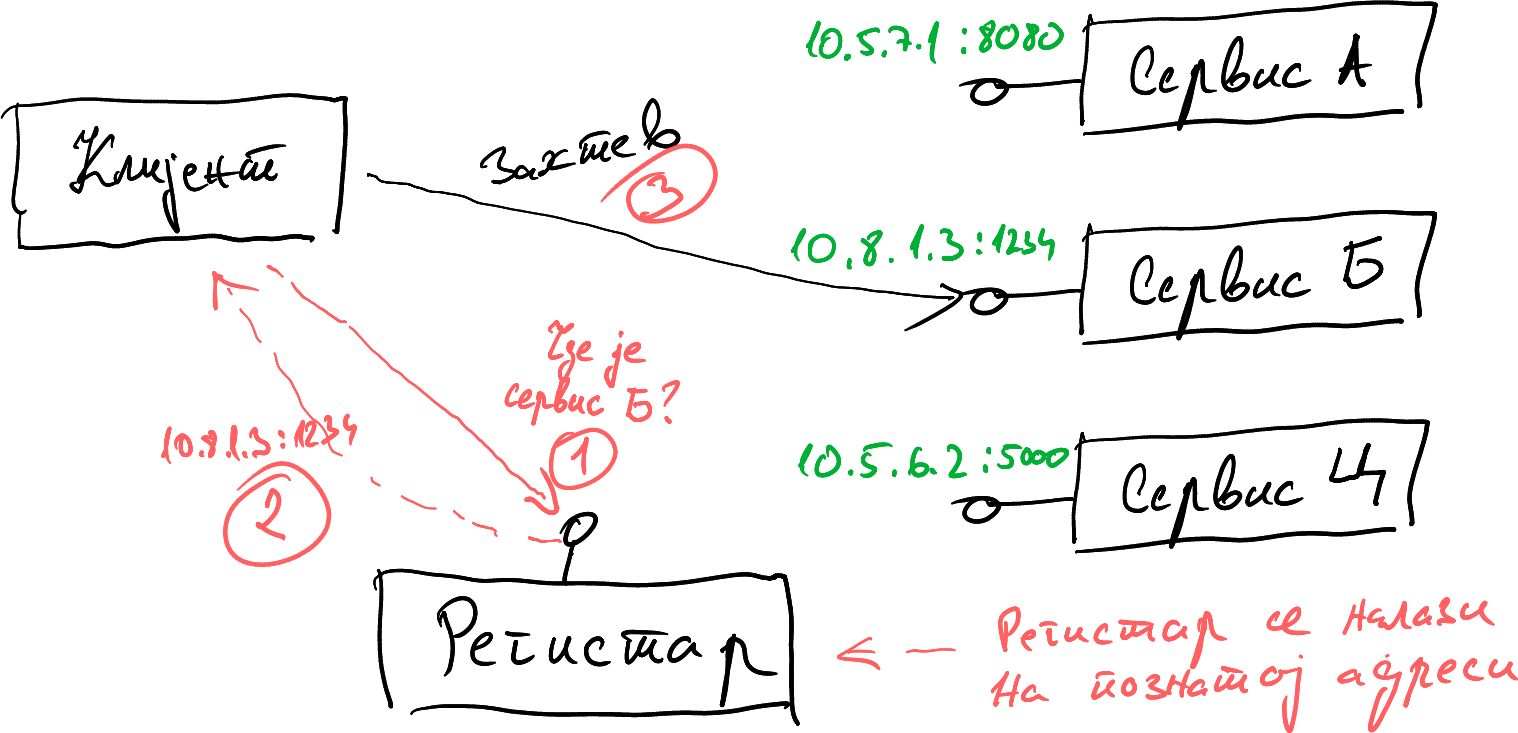 10.5.7.1:8080
Сервис А
Клијент
Захтев
3
10.8.1.3:1234
Сервис Б
Где је
сервис Б?
1
10.8.1.3:1234
2
10.5.6.2:5000
Сервис Ц
Регистар
Регистар се налази
на познатој адреси